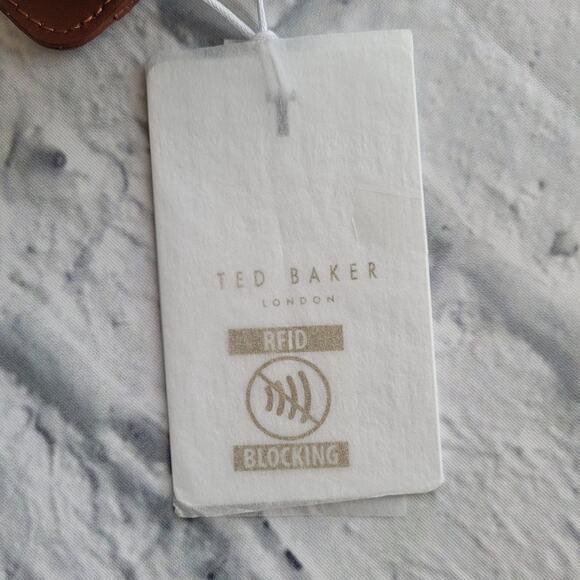 TED BAKER
LONDON
RFID
BLOCKING